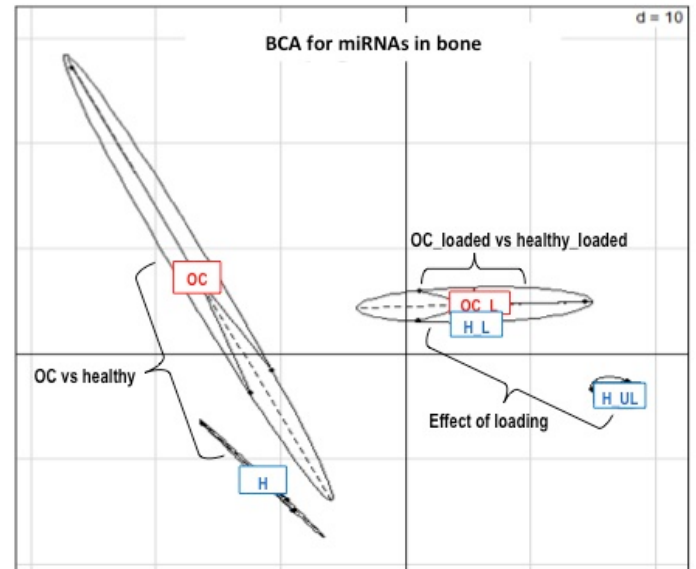 d = 10
BCA for miRNAs in bone
OC_loaded vs healthy_loaded
OC
OC_L
H_L
OC vs healthy
H_UL
Effect of loading
H